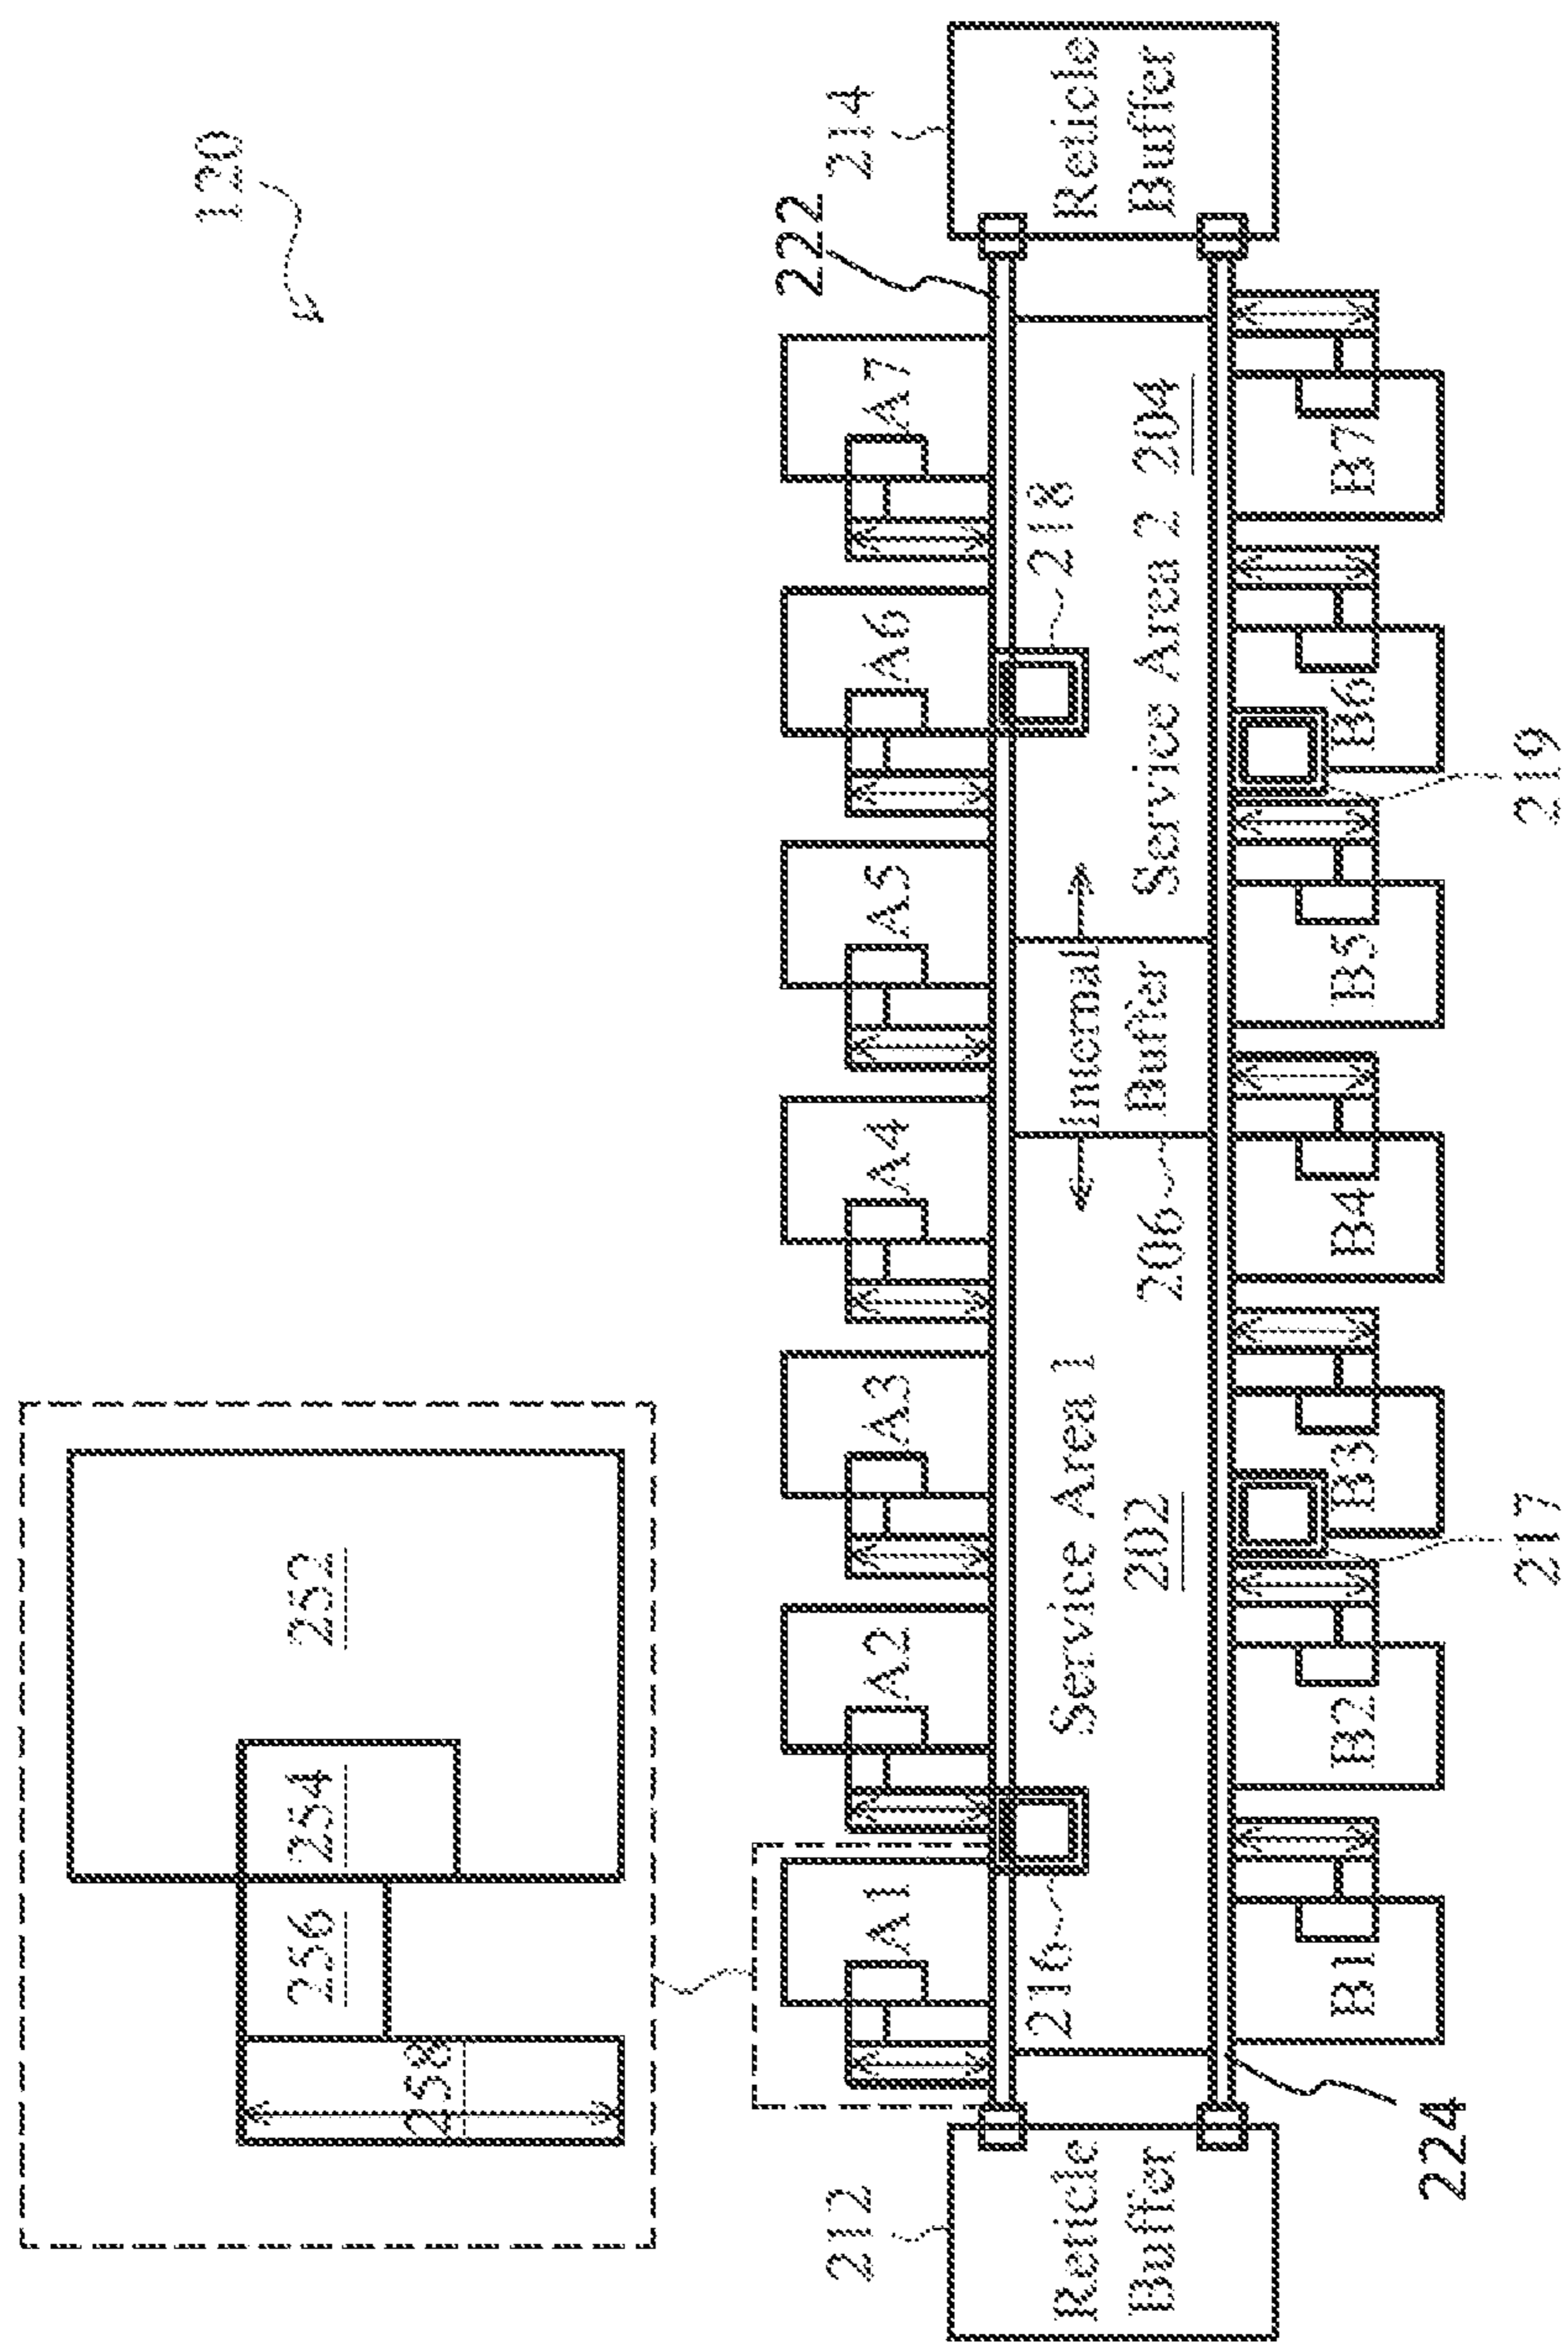 120
252
254
256
258
A1
A2
A3
A4
A5
A6
A7
222
214
212
Reticle
Buffer
216
Service Area 1
202
206
Internal
Buffer
218
Service Area 2 204
Reticle
Buffer
B1
B2
B3
B4
B5
B6
B7
224
217
219